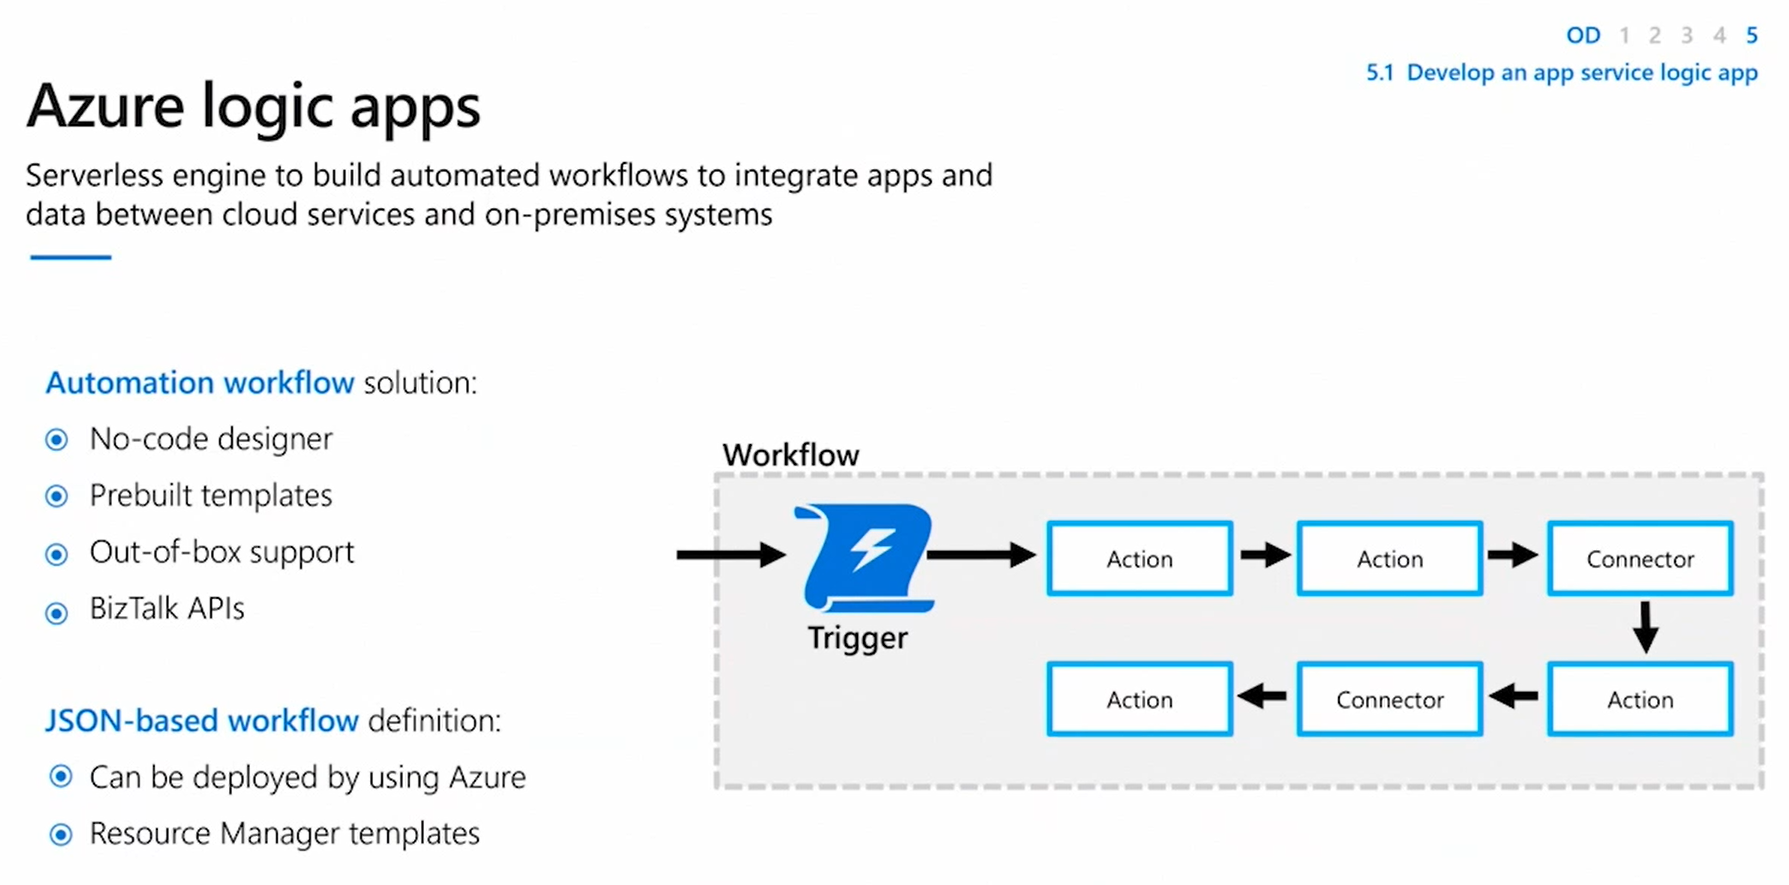 OD 1 2 3 4 5
5.1 Develop an app service logic app
Azure logic apps
Serverless engine to build automated workflows to integrate apps and
data between cloud services and on-premises systems
Automation workflow solution:
No-code designer
Prebuilt templates
Out-of-box support
BizTalk APIs
JSON-based workflow definition:
Can be deployed by using Azure
Resource Manager templates
Workflow
Trigger
Action
Action
Connector
Action
Connector
Action